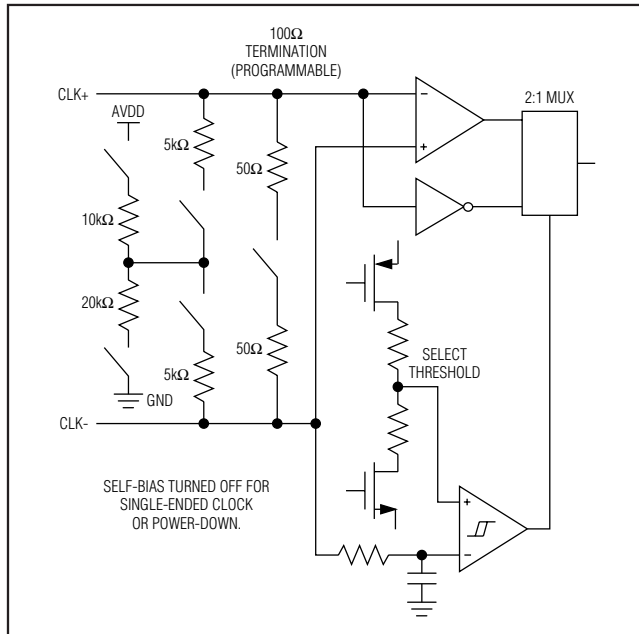 100Ω
TERMINATION
(PROGRAMMABLE)
2:1 MUX
CLK+
AVDD
5kΩ
50Ω
10kΩ
20kΩ
5kΩ
50Ω
GND
CLK-
-
+
SELECT
THRESHOLD
SELF-BIAS TURNED OFF FOR
SINGLE-ENDED CLOCK
OR POWER-DOWN.
+
-